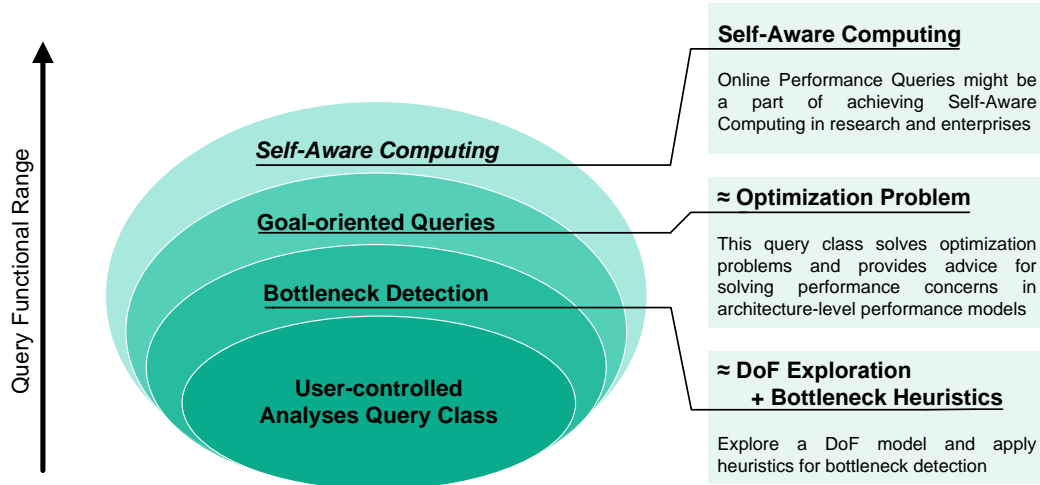 Query Functional Range
Self-Aware Computing
Goal-oriented Queries
Bottleneck Detection
User-controlled
Analyses Query Class
Self-Aware Computing
Online Performance Queries might be
a part of achieving Self-Aware
Computing in research and enterprises
≈ Optimization Problem
This query class solves optimization
problems and provides advice for
solving performance concerns in
architecture-level performance models
≈ DoF Exploration
+ Bottleneck Heuristics
Explore a DoF model and apply
heuristics for bottleneck detection